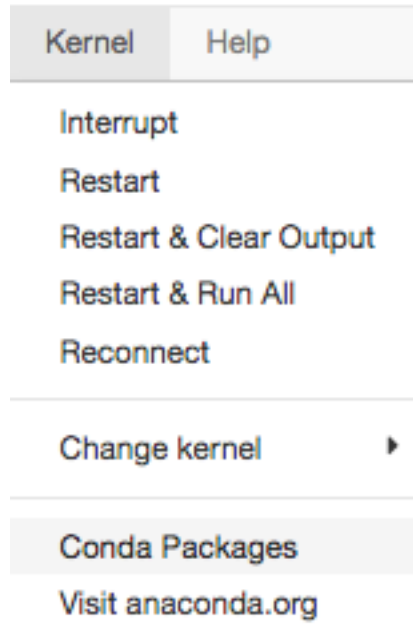 Kernel Help
Interrupt
Restart
Restart & Clear Output
Restart & Run All
Reconnect
Change kernel
Conda Packages
Visit anaconda.org